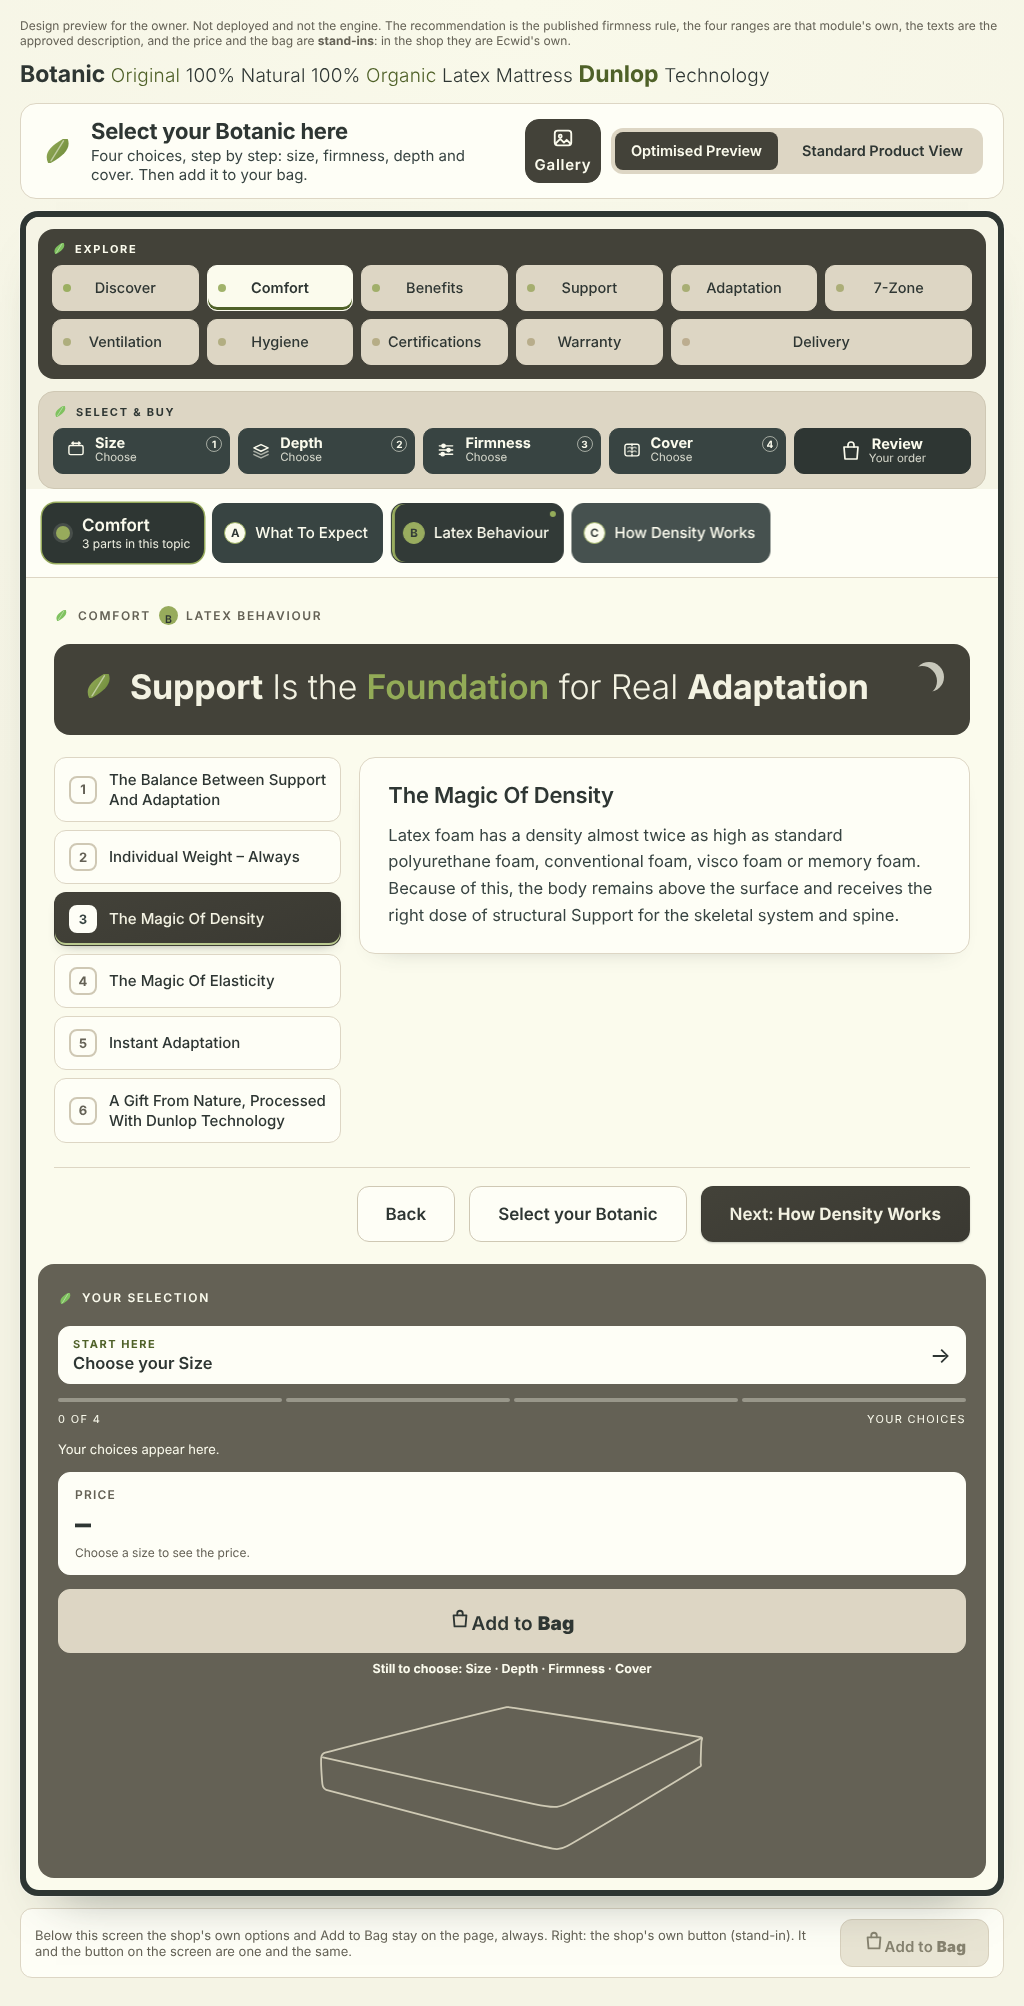 Design preview for the owner. Not deployed and not the engine. The recommendation is the published firmness rule, the four ranges are that module's own, the texts are the
approved description, and the price and the bag are stand-ins: in the shop they are Ecwid's own.
Botanic Original 100% Natural 100% Organic Latex Mattress Dunlop Technology
Select your Botanic here
Four choices, step by step: size, firmness, depth and
cover. Then add it to your bag.
Gallery
Optimised Preview
Standard Product View
EXPLORE
Discover
Comfort
Benefits
Support
Adaptation
7-Zone
Ventilation
Hygiene
Certifications
Warranty
Delivery
SELECT & BUY
Size
Choose
1
Depth
Choose
2
Firmness
Choose
3
Cover
Choose
4
Review
Your order
Comfort
3 parts in this topic
A What To Expect
B Latex Behaviour
C How Density Works
COMFORT B LATEX BEHAVIOUR
Support Is the Foundation for Real Adaptation
1 The Balance Between Support
And Adaptation
2 Individual Weight – Always
3 The Magic Of Density
4 The Magic Of Elasticity
5 Instant Adaptation
6 A Gift From Nature, Processed
With Dunlop Technology
The Magic Of Density
Latex foam has a density almost twice as high as standard
polyurethane foam, conventional foam, visco foam or memory foam.
Because of this, the body remains above the surface and receives the
right dose of structural Support for the skeletal system and spine.
Back
Select your Botanic
Next: How Density Works
YOUR SELECTION
START HERE
Choose your Size
0 OF 4
YOUR CHOICES
Your choices appear here.
PRICE
–
Choose a size to see the price.
Add to Bag
Still to choose: Size · Depth · Firmness · Cover
Below this screen the shop's own options and Add to Bag stay on the page, always. Right: the shop's own button (stand-in). It
and the button on the screen are one and the same.
Add to Bag